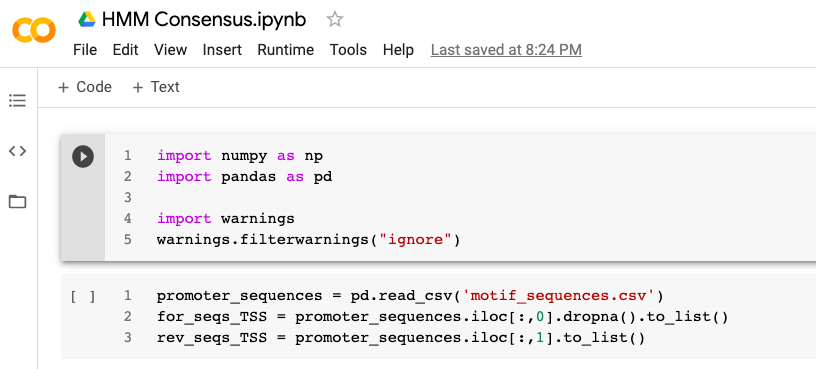 HMM Consensus.ipynb
File Edit View Insert Runtime Tools Help Last saved at 8:24 PM
+ Code + Text
1 import numpy as np
2 import pandas as pd
3
4 import warnings
5 warnings.filterwarnings("ignore")
[ ] 1 promoter_sequences = pd.read_csv('motif_sequences.csv')
2 for_seqs_TSS = promoter_sequences.iloc[:,0].dropna().to_list()
3 rev_seqs_TSS = promoter_sequences.iloc[:,1].to_list()